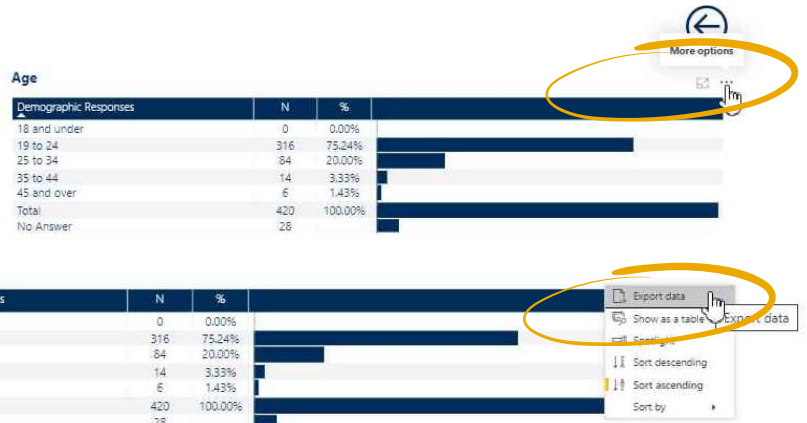 More options
Age
Demographic Responses N %
18 and under 0 0.00%
19 to 24 316 75.24%
25 to 34 84 20.00%
35 to 44 14 3.33%
45 and over 6 1.43%
Total 420 100.00%
No Answer 28
s N %
0 0.00%
316 75.24%
84 20.00%
14 3.33%
6 1.43%
420 100.00%
28
Export data
Show as a table
Export data
Spotlight
Sort descending
Sort ascending
Sort by